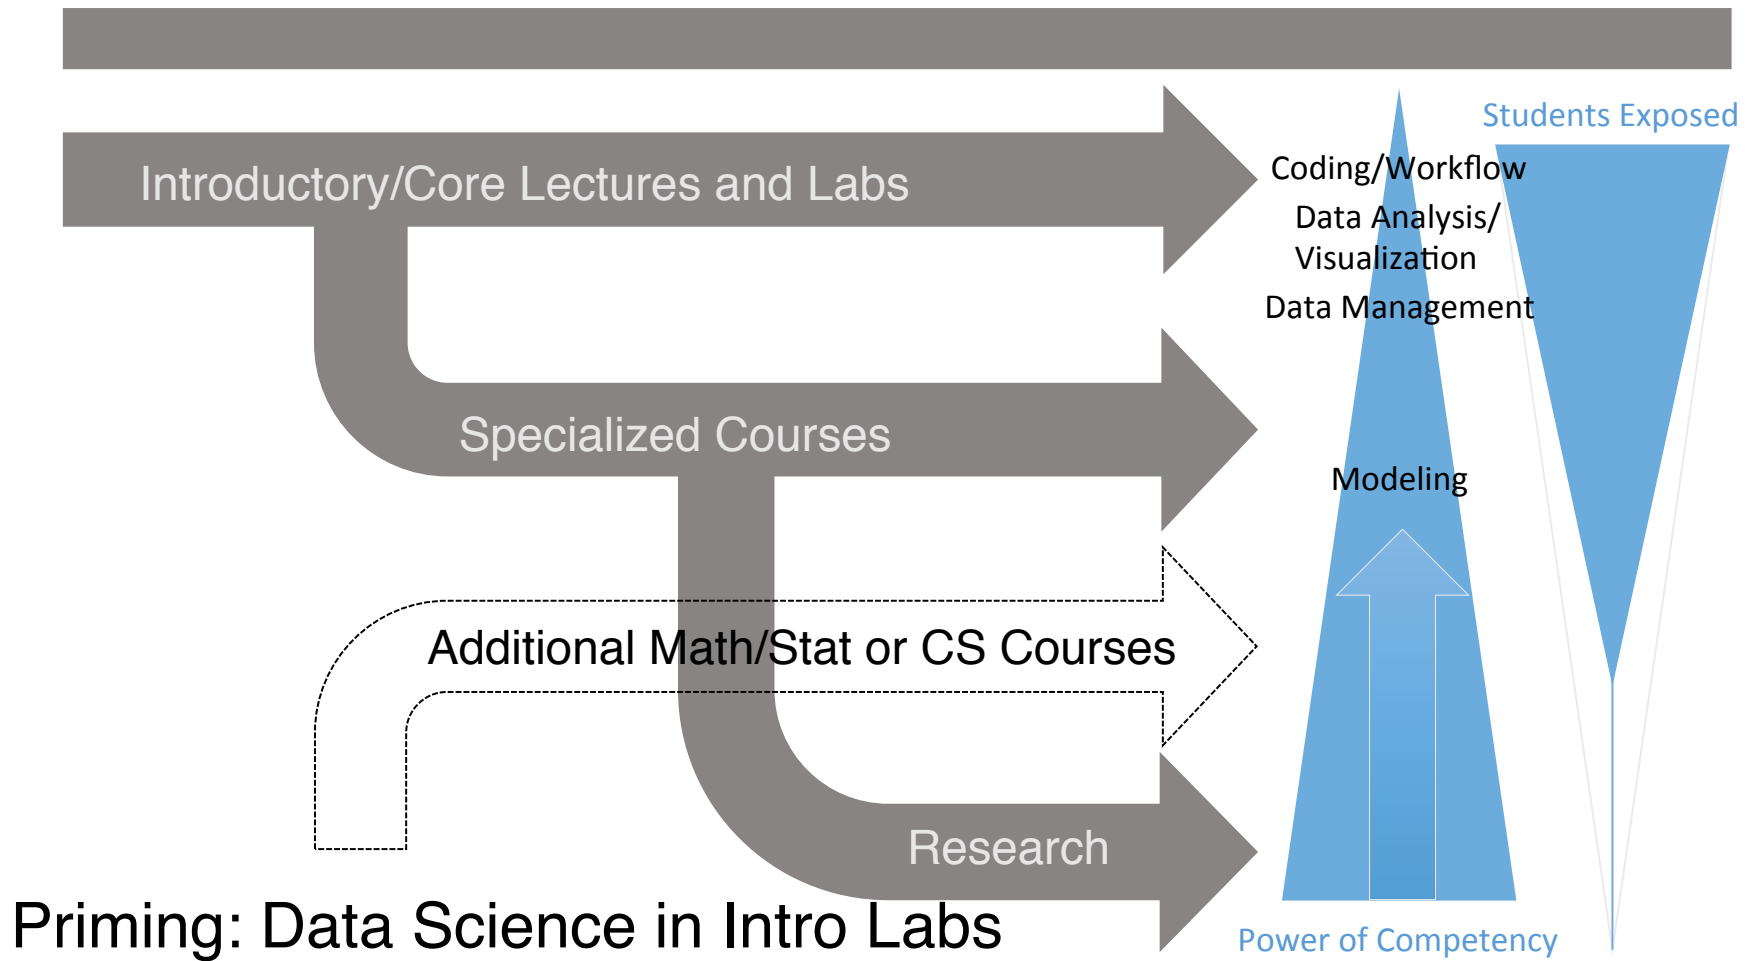 Students Exposed
Introductory/Core Lectures and Labs
Coding/Workflow
Data Analysis/
Visualization
Data Management
Specialized Courses
Modeling
Additional Math/Stat or CS Courses
Research
Priming: Data Science in Intro Labs
Power of Competency